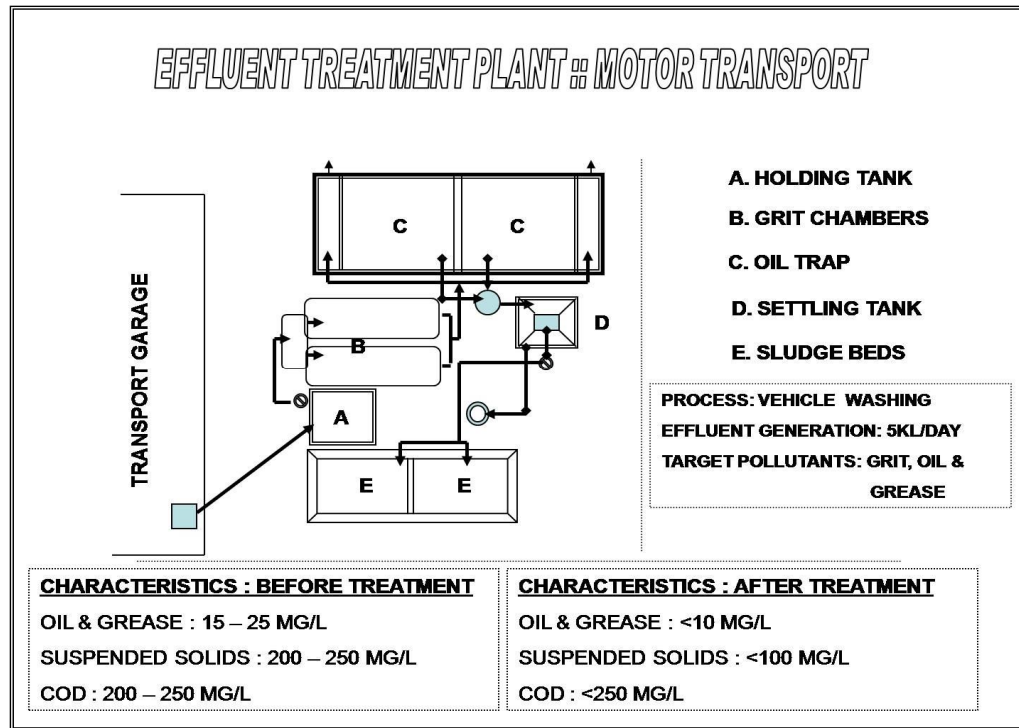 EFFLUENT TREATMENT PLANT :: MOTOR TRANSPORT
TRANSPORT GARAGE
C
C
B
D
A
E
E
A. HOLDING TANK
B. GRIT CHAMBERS
C. OIL TRAP
D. SETTLING TANK
E. SLUDGE BEDS
PROCESS: VEHICLE WASHING
EFFLUENT GENERATION: 5KL/DAY
TARGET POLLUTANTS: GRIT, OIL &
GREASE
CHARACTERISTICS : BEFORE TREATMENT
OIL & GREASE : 15 – 25 MG/L
SUSPENDED SOLIDS : 200 – 250 MG/L
COD : 200 – 250 MG/L
CHARACTERISTICS : AFTER TREATMENT
OIL & GREASE : <10 MG/L
SUSPENDED SOLIDS : <100 MG/L
COD : <250 MG/L